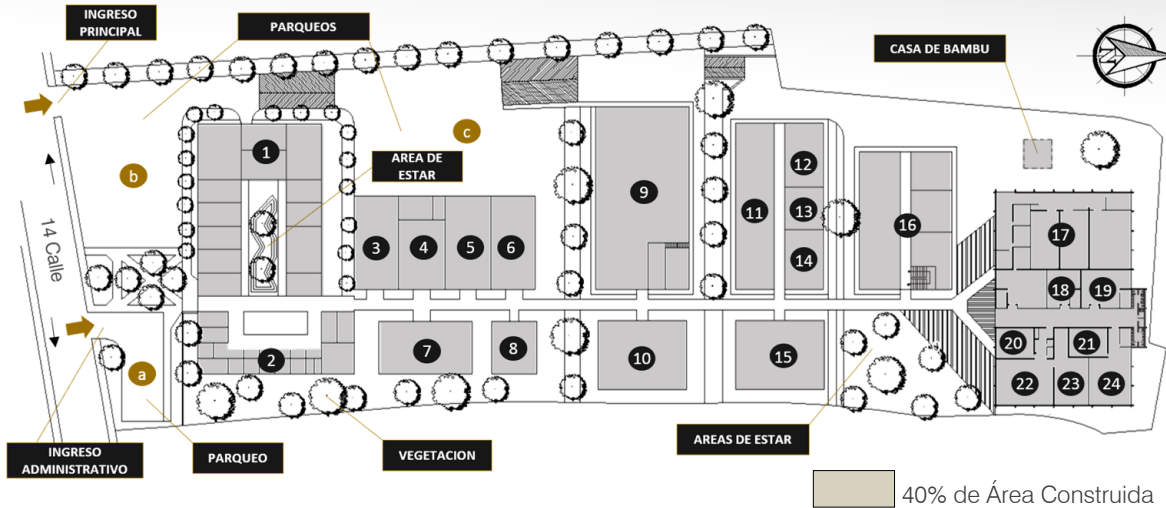 INGRESO
PRINCIPAL
PARQUEOS
CASA DE BAMBU
N
b
c
1
AREA DE
ESTAR
14 Calle
3
4
5
6
9
11
12
13
14
16
17
18
19
2
7
8
10
15
20
21
22
23
24
a
INGRESO
ADMINISTRATIVO
PARQUEO
VEGETACION
AREAS DE ESTAR
40% de Área Construida